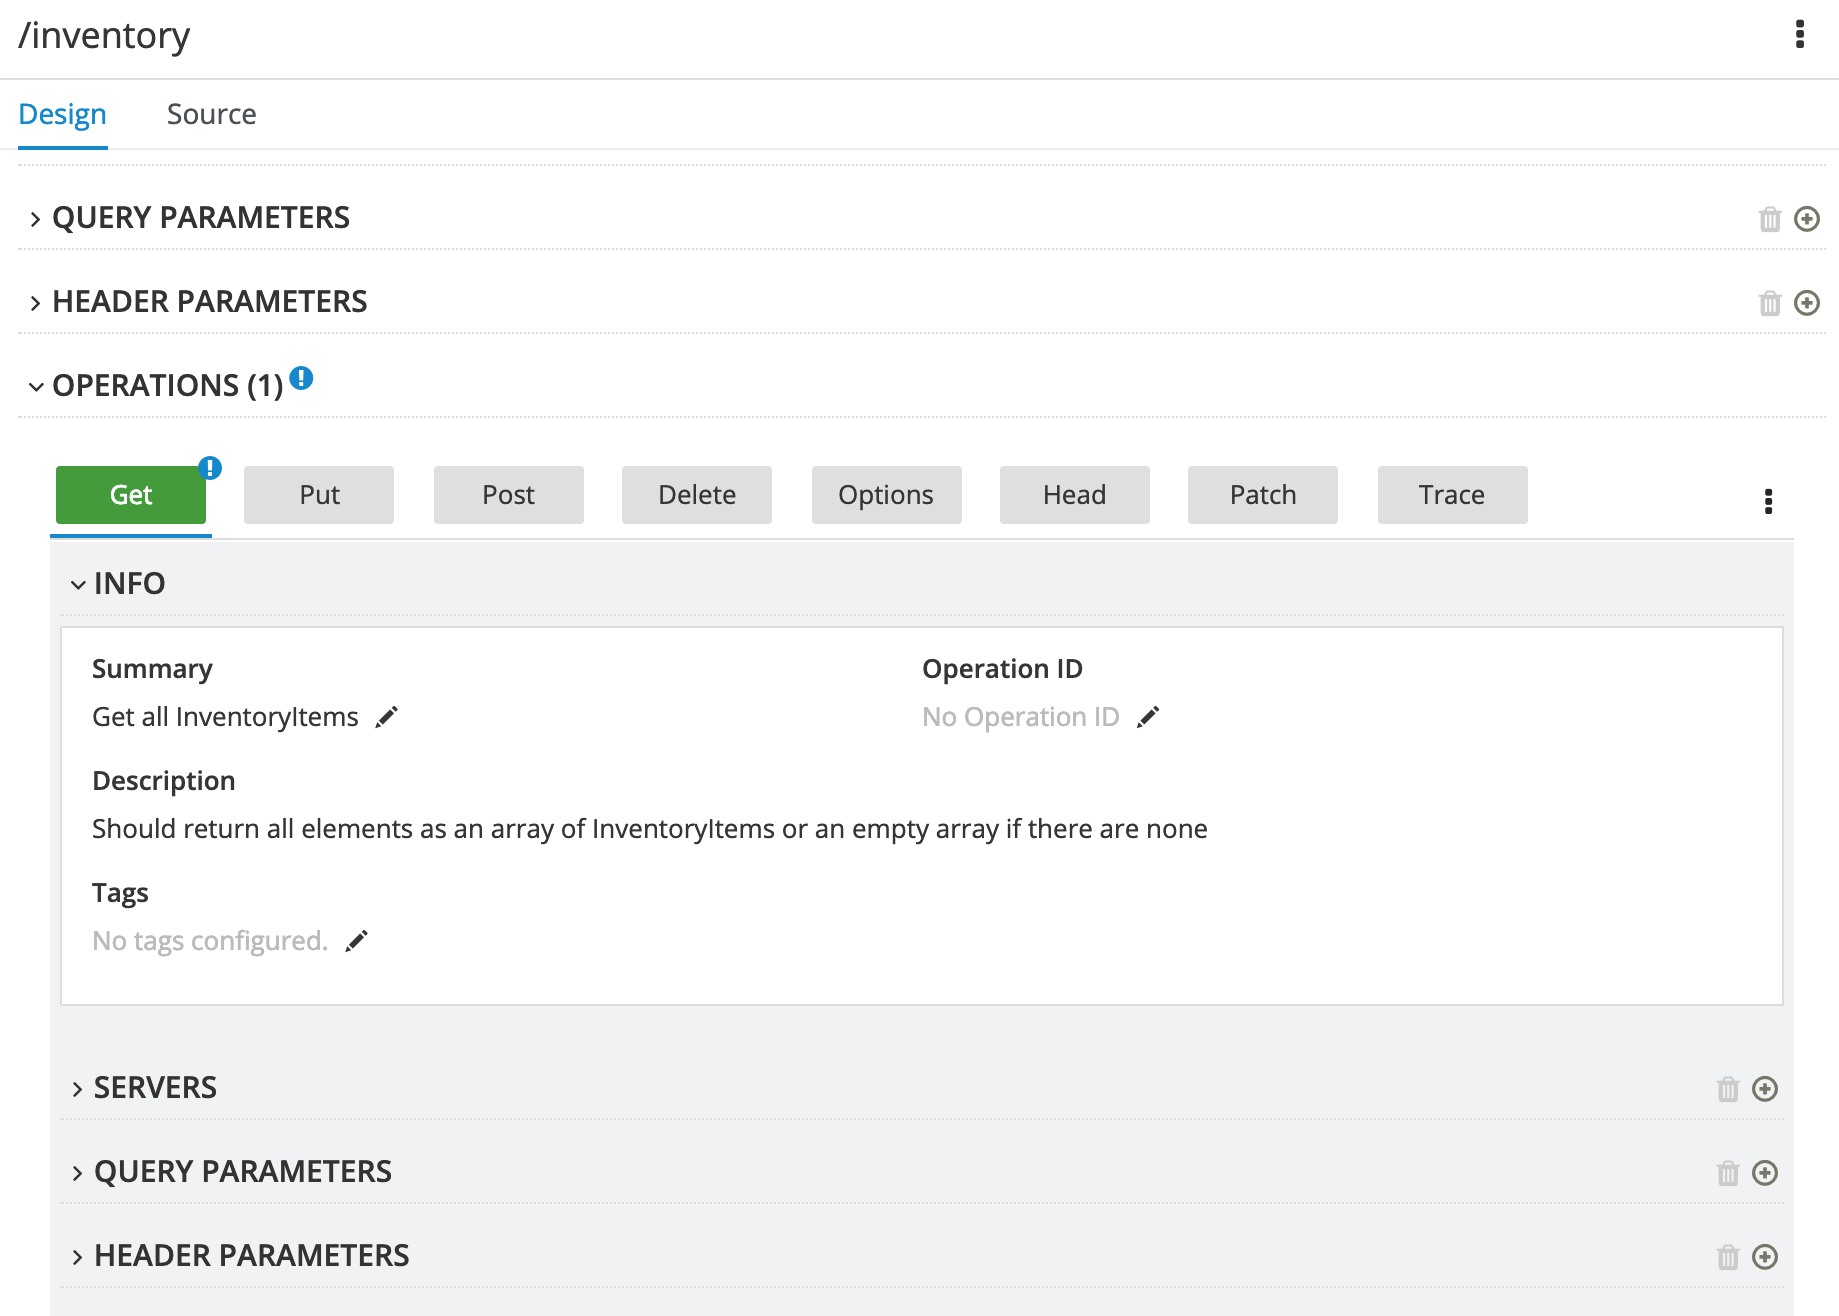 /inventory
Design Source
QUERY PARAMETERS
HEADER PARAMETERS
OPERATIONS (1)
Get Put Post Delete Options Head Patch Trace
INFO
Summary Operation ID
Get all InventoryItems No Operation ID
Description
Should return all elements as an array of InventoryItems or an empty array if there are none
Tags
No tags configured.
SERVERS
QUERY PARAMETERS
HEADER PARAMETERS